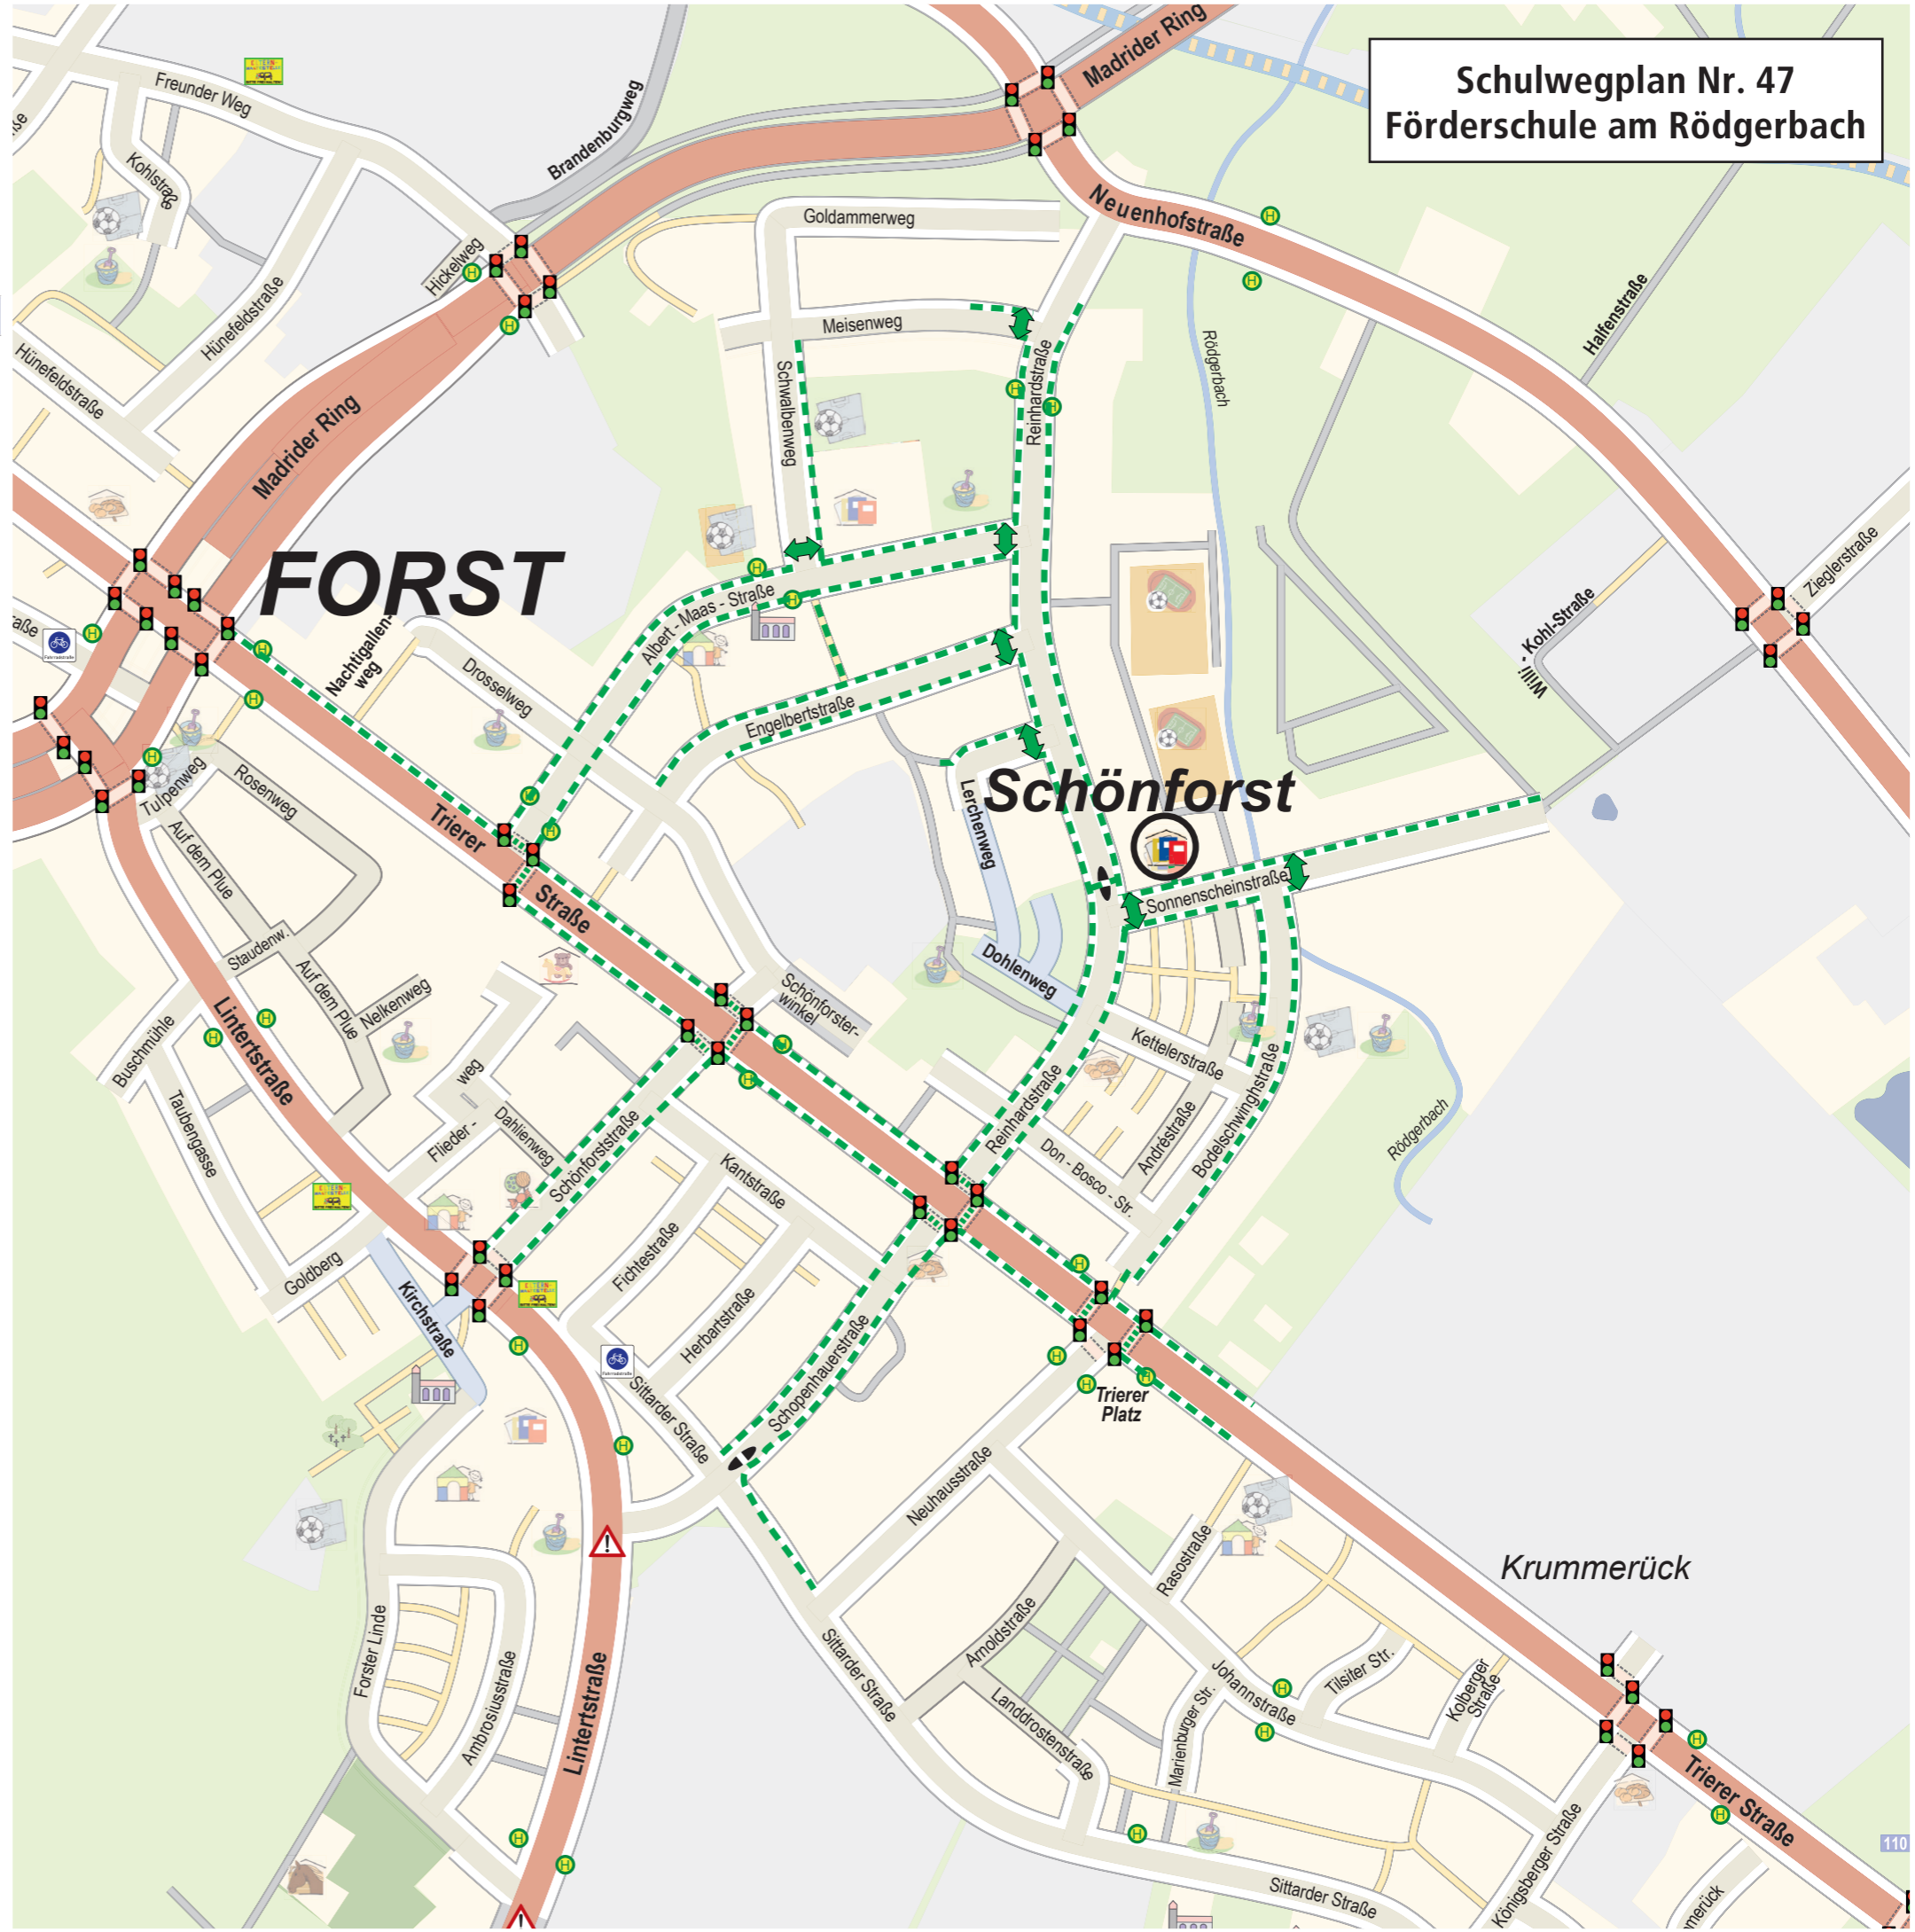 Schulwegplan Nr. 47
Förderschule am Rödgerbach
Madrider Ring
Freunder Weg
Brandenburgweg
Kohlstraße
Hickelweg
Goldammerweg
Neuenhofstraße
Hünefeldstraße
Hünefeldstraße
Meisenweg
Schwalbenweg
Reinhardstraße
Rödgerbach
Halfenstraße
Madrider Ring
FORST
Zieglerstraße
Willi - Kohl-Straße
Nachtigallen-
weg
Albert - Maas - Straße
Drosselweg
Engelbertstraße
aße
Tulpenweg
Rosenweg
Schönforst
Lerchenweg
Trierer
Straße
Auf dem Plue
Sonnenscheinstraße
Staudenw.
Auf dem Plue
Nelkenweg
Dohlenweg
Schönforster-
winkel
Buschmühle
Lintertstraße
Kettelerstraße
Taubengasse
Flieder -
weg
Dahlienweg
Schönforststraße
Reinhardstraße
Don - Bosco - Str.
Andréstraße
Bodelschwinghstraße
Rödgerbach
Kantstraße
Goldberg
Kirchstraße
Fichtestraße
Herbartstraße
Schopenhauerstraße
Sittarder Straße
Trierer
Platz
Neuhausstraße
Krummerück
Rasostraße
Arnoldstraße
Forster Linde
Ambrosiusstraße
Lintertstraße
Sittarder Straße
Landdrostenstraße
Marienburger Str.
Johannstraße
Tilsiter Str.
Kolberger
Straße
Trierer Straße
Königsberger Straße
Sittarder Straße
merück
110